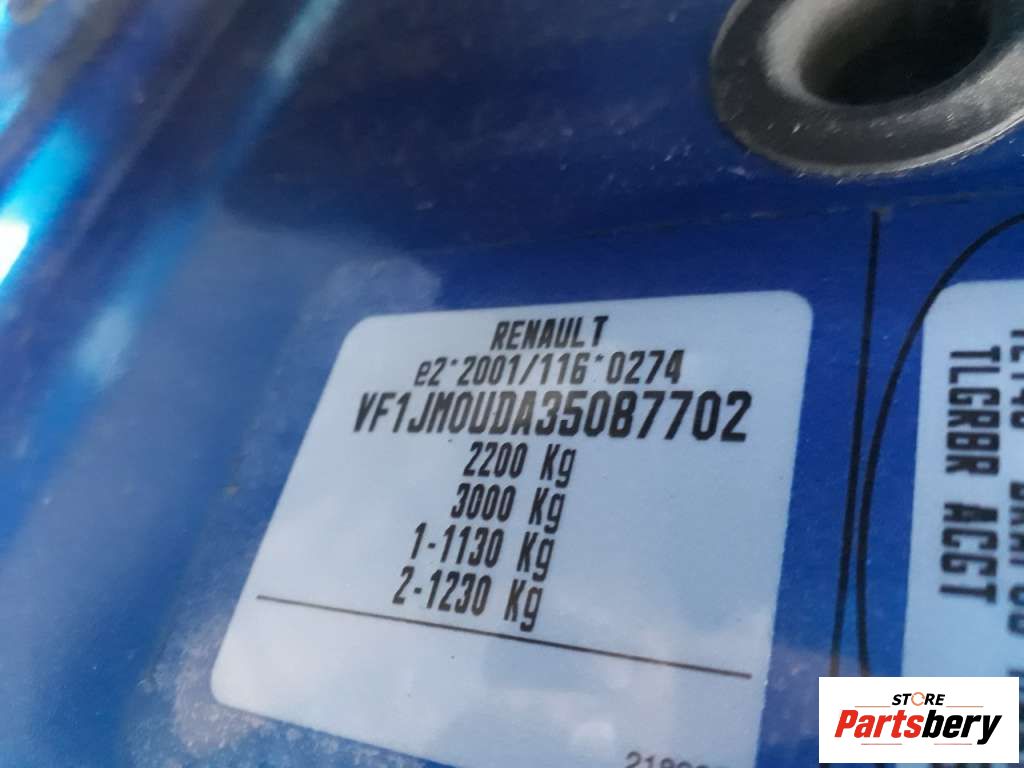 RENAULT
e2*2001/116*0274
VF1JM0UDA35087702
2200 Kg
3000 Kg
1-1130 Kg
2-1230 Kg
TLGRBR ACGT
STORE
Partsbery